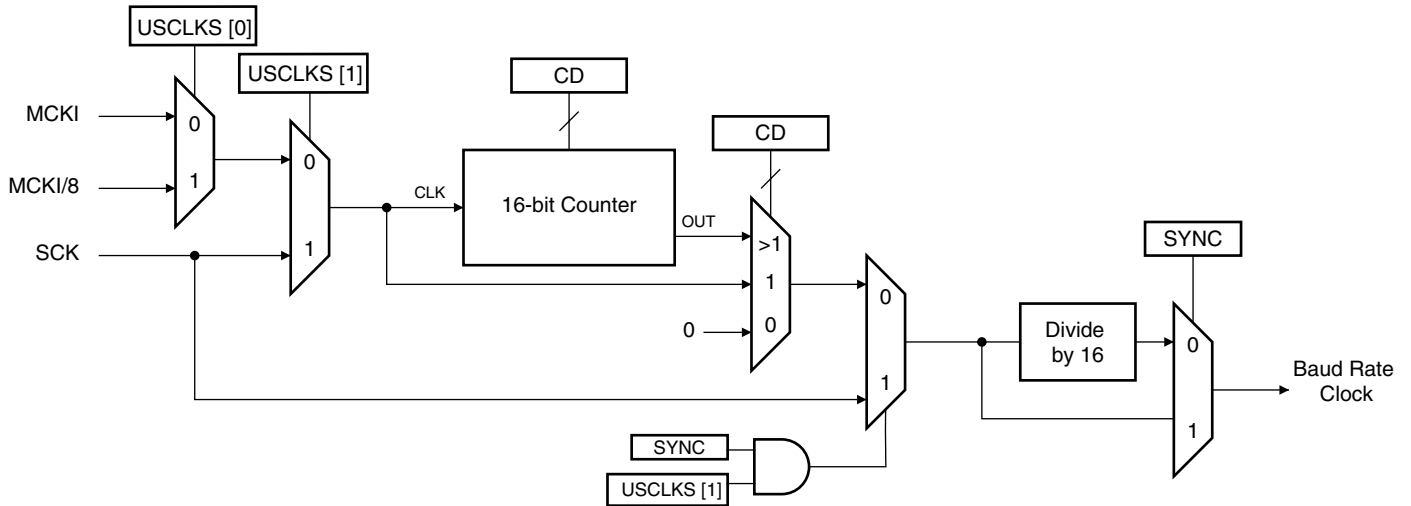 USCLKS [0]
USCLKS [1]
CD
CD
MCKI
0
MCKI/8
1
0
SCK
1
CLK
16-bit Counter
OUT
>1
1
0
0
SYNC
0
1
Divide
by 16
0
1
Baud Rate
Clock
SYNC
USCLKS [1]